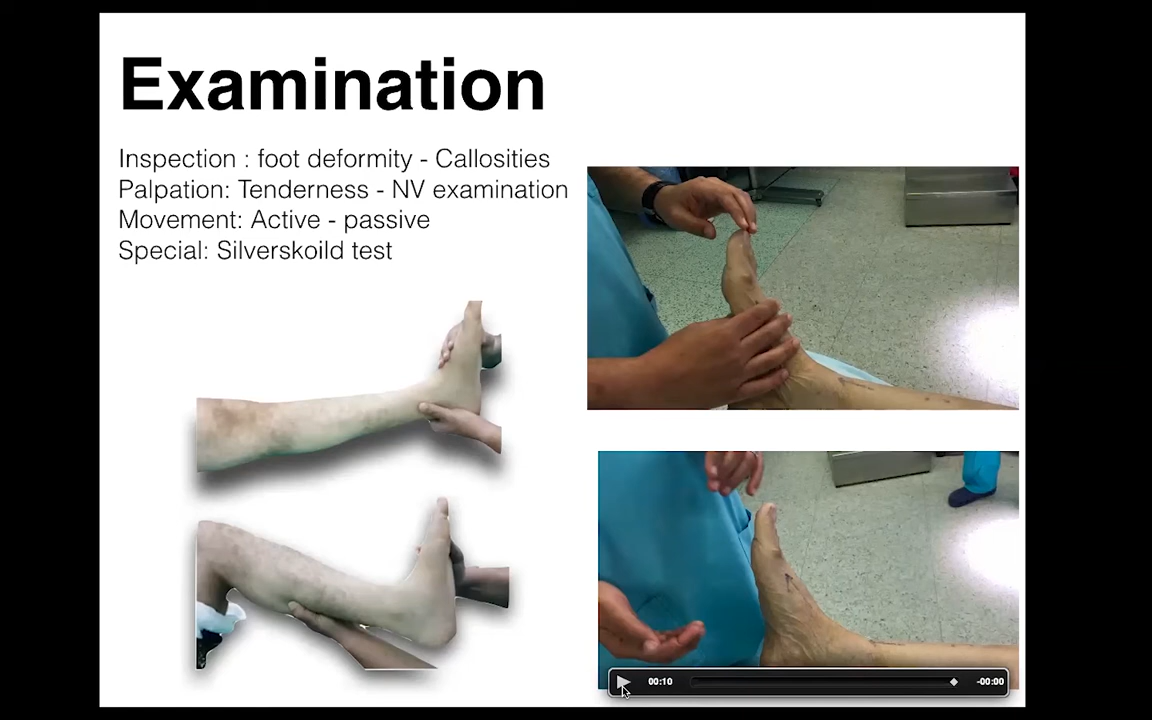 Examination
Inspection : foot deformity - Callosities
Palpation: Tenderness - NV examination
Movement: Active - passive
Special: Silverskoild test
00:10 -00:00